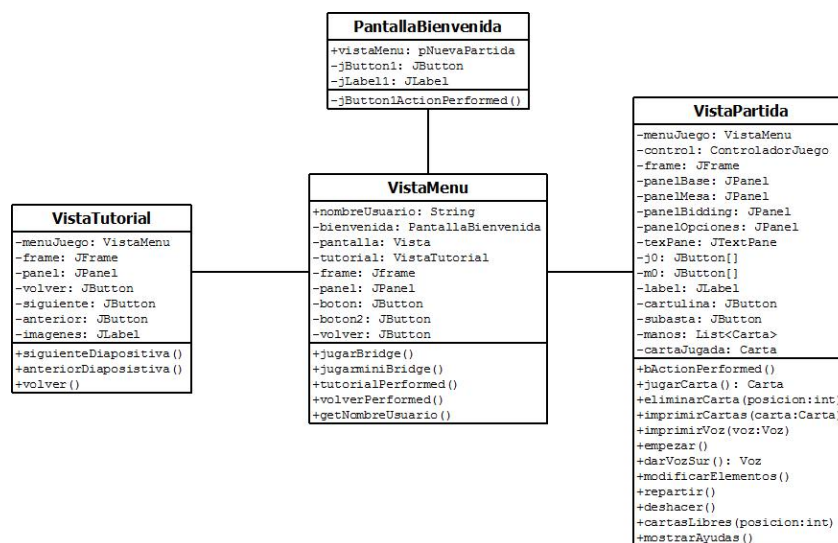 PantallaBienvenida
+vistaMenu: pNuevaPartida
-jButton1: JButton
-jLabel1: JLabel
-jButton1ActionPerformed()
VistaTutorial
-menuJuego: VistaMenu
-frame: JFrame
-panel: JPanel
-volver: JButton
-siguiente: JButton
-anterior: JButton
-imagenes: JLabel
+siguienteDiapositiva()
+anteriorDiaposistiva()
+volver()
VistaMenu
+nombreUsuario: String
-bienvenida: PantallaBienvenida
-pantalla: Vista
-tutorial: VistaTutorial
-frame: Jframe
-panel: JPanel
-boton: JButton
-boton2: JButton
-volver: JButton
+jugarBridge()
+jugarminiBridge()
+tutorialPerformed()
+volverPerformed()
+getNombreUsuario()
VistaPartida
-menuJuego: VistaMenu
-control: ControladorJuego
-frame: JFrame
-panelBase: JPanel
-panelMesa: JPanel
-panelBidding: JPanel
-panelOpciones: JPanel
-texPane: JTextPane
-j0: JButton[]
-m0: JButton[]
-label: JLabel
-cartulina: JButton
-subasta: JButton
-manos: List<Carta>
-cartaJugada: Carta
+bActionPerformed()
+jugarCarta(): Carta
+eliminarCarta(posicion:int)
+imprimirCartas(carta:Carta)
+imprimirVoz(voz:Voz)
+empezar()
+darVozSur(): Voz
+modificarElementos()
+repartir()
+deshacer()
+cartasLibres(posicion:int)
+mostrarAyudas()